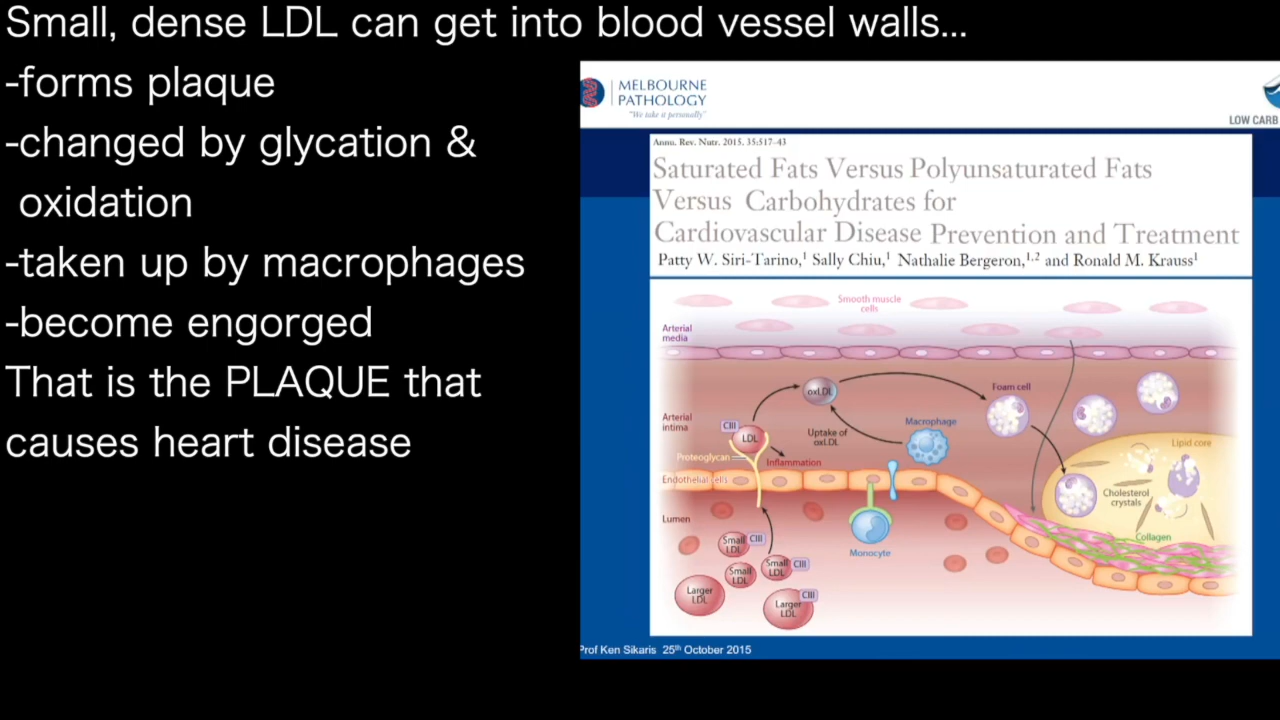 Small, dense LDL can get into blood vessel walls...
-forms plaque
-changed by glycation &
oxidation
-taken up by macrophages
-become engorged
That is the PLAQUE that
causes heart disease
MELBOURNE
PATHOLOGY
"We take it personally"
LOW CARB
Annu. Rev. Nutr. 2015. 35:517-43
Saturated Fats Versus Polyunsaturated Fats
Versus Carbohydrates for
Cardiovascular Disease Prevention and Treatment
Patty W. Siri-Tarino,¹ Sally Chiu,¹ Nathalie Bergeron,¹,² and Ronald M. Krauss¹
Smooth muscle
cells
Arterial
media
oxLDL
Foam cell
Arterial
intima
CIII
LDL
Uptake of
oxLDL
Macrophage
Lipid core
Proteoglycan
Inflammation
Endothelial cells
Cholesterol
crystals
Lumen
Collagen
Small
LDL
CIII
Monocyte
Small
LDL
Small
LDL
CIII
Larger
LDL
Larger
LDL
CIII
Prof Ken Sikaris 25th October 2015